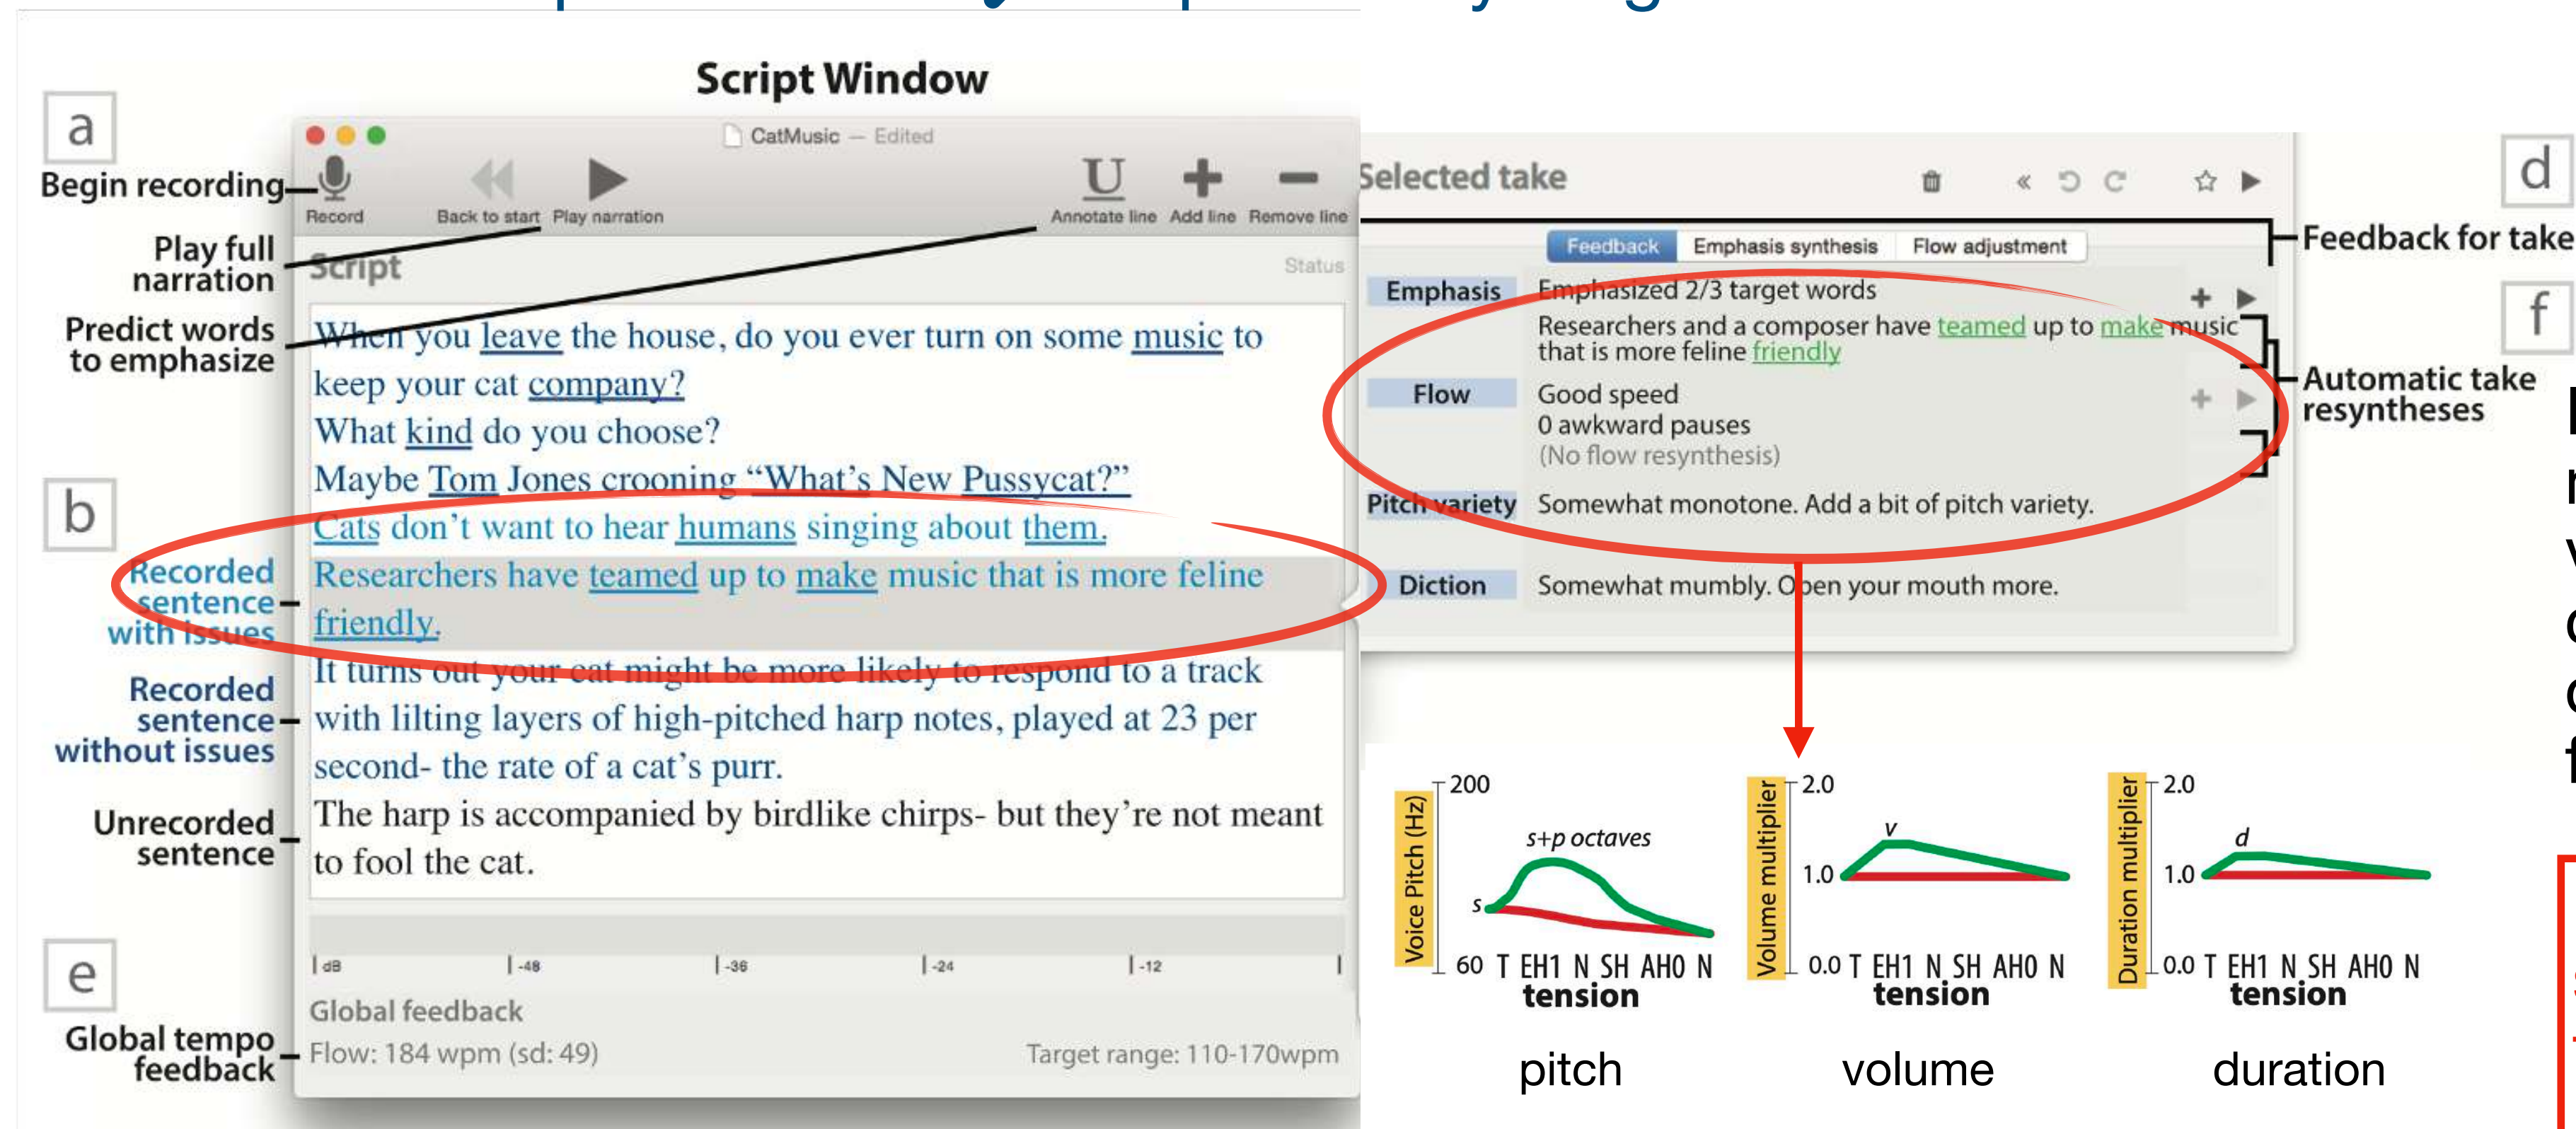 Script Window
a
Begin recording
Play full
narration
Predict words
to emphasize
b
Recorded
sentence
with issues
Recorded
sentence
without issues
Unrecorded
sentence
e
Global tempo
feedback
CatMusic — Edited
Record
Back to start
Play narration
U
Annotate line
Add line
Remove line
Script
Status
When you leave the house, do you ever turn on some music to
keep your cat company?
What kind do you choose?
Maybe Tom Jones crooning “What’s New Pussycat?”
Cats don’t want to hear humans singing about them.
Researchers have teamed up to make music that is more feline
friendly.
It turns out your cat might be more likely to respond to a track
with lilting layers of high-pitched harp notes, played at 23 per
second- the rate of a cat’s purr.
The harp is accompanied by birdlike chirps- but they’re not meant
to fool the cat.
dB -48 -36 -24 -12
Global feedback
Flow: 184 wpm (sd: 49)
Target range: 110-170wpm
Selected take
d
Feedback for take
f
Automatic take
resyntheses
Feedback
Emphasis synthesis
Flow adjustment
Emphasis
Emphasized 2/3 target words
Researchers and a composer have teamed up to make music
that is more feline friendly
Flow
Good speed
0 awkward pauses
(No flow resynthesis)
Pitch variety
Somewhat monotone. Add a bit of pitch variety.
Diction
Somewhat mumbly. Open your mouth more.
Voice Pitch (Hz)
200
s+p octaves
s
60 T EH1 N SH AH0 N
tension
pitch
Volume multiplier
2.0
v
1.0
0.0 T EH1 N SH AH0 N
tension
volume
Duration multiplier
2.0
d
1.0
0.0 T EH1 N SH AH0 N
tension
duration